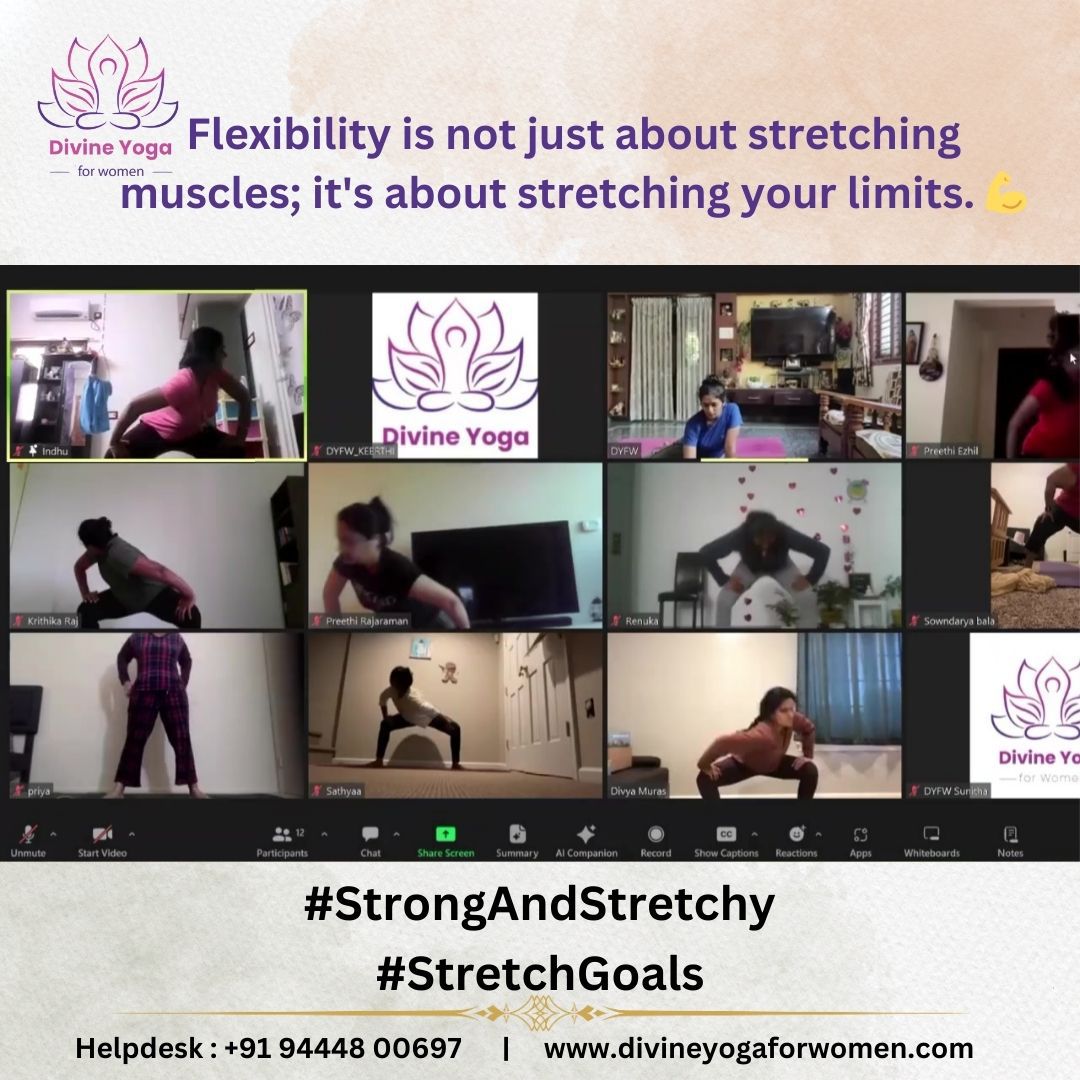 Divine Yoga
for women
Flexibility is not just about stretching
muscles; it's about stretching your limits. 💪
Indhu
Divine Yoga
DYFW_KEERTHI
DYFW
Preethi Ezhil
Krithika Raj
Preethi Rajaraman
Renuka
Sowndarya bala
priya
Sathyaa
Divya Muras
Divine Yo
for Wome
DYFW Sunitha
Unmute
Start Video
Participants
12
Chat
Share Screen
Summary
AI Companion
Record
CC
Show Captions
Reactions
Apps
Whiteboards
Notes
#StrongAndStretchy
#StretchGoals
Helpdesk : +91 94448 00697 | www.divineyogaforwomen.com